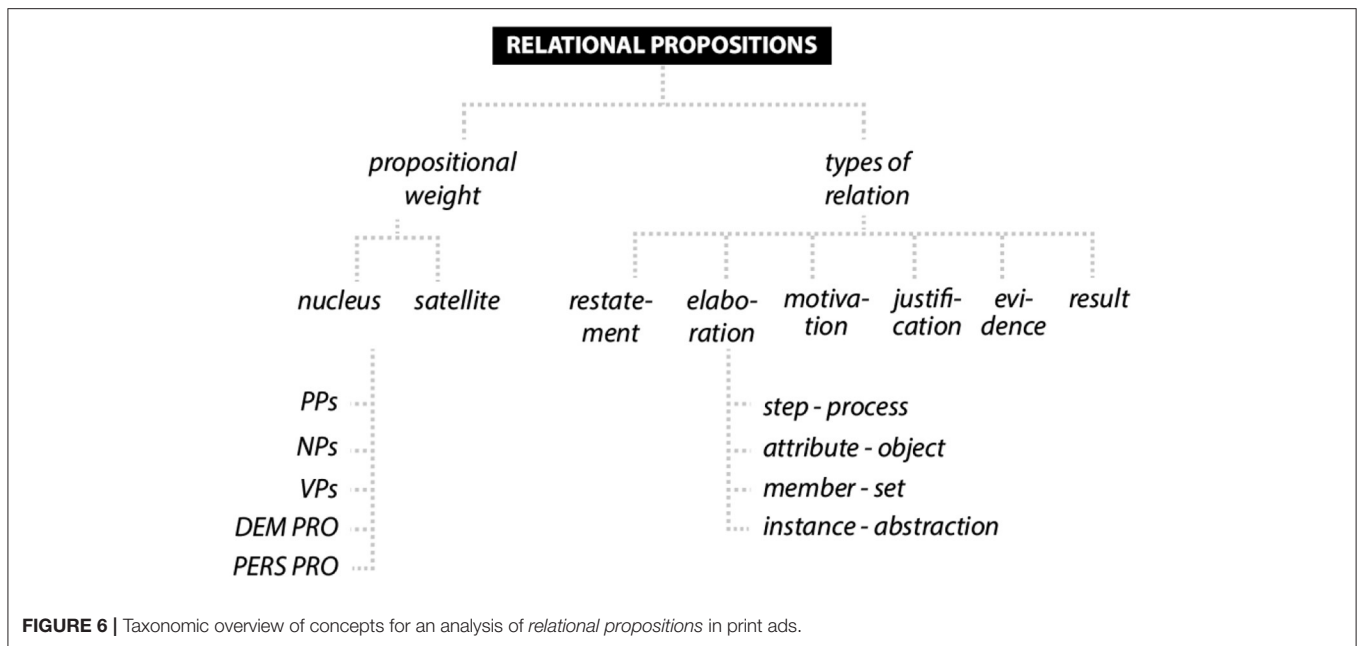 RELATIONAL PROPOSITIONS
propositional
weight
types of
relation
nucleus
satellite
restate-
ment
elabo-
ration
motiva-
tion
justifi-
cation
evi-
dence
result
PPs
NPs
VPs
DEM PRO
PERS PRO
step - process
attribute - object
member - set
instance - abstraction
FIGURE 6 | Taxonomic overview of concepts for an analysis of relational propositions in print ads.